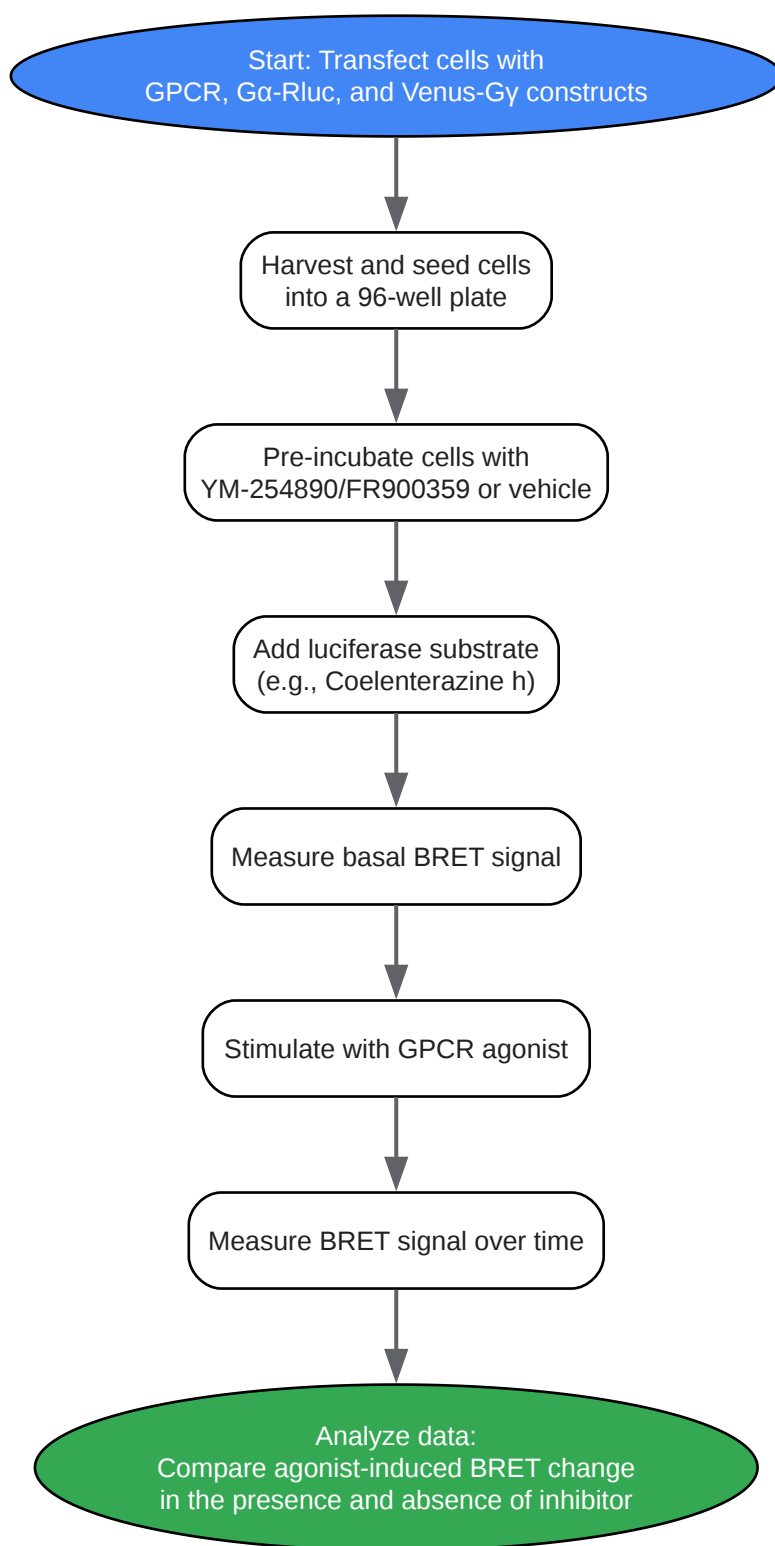 Start: Transfect cells with
GPCR, Gα-Rluc, and Venus-Gγ constructs
Harvest and seed cells
into a 96-well plate
Pre-incubate cells with
YM-254890/FR900359 or vehicle
Add luciferase substrate
(e.g., Coelenterazine h)
Measure basal BRET signal
Stimulate with GPCR agonist
Measure BRET signal over time
Analyze data:
Compare agonist-induced BRET change
in the presence and absence of inhibitor